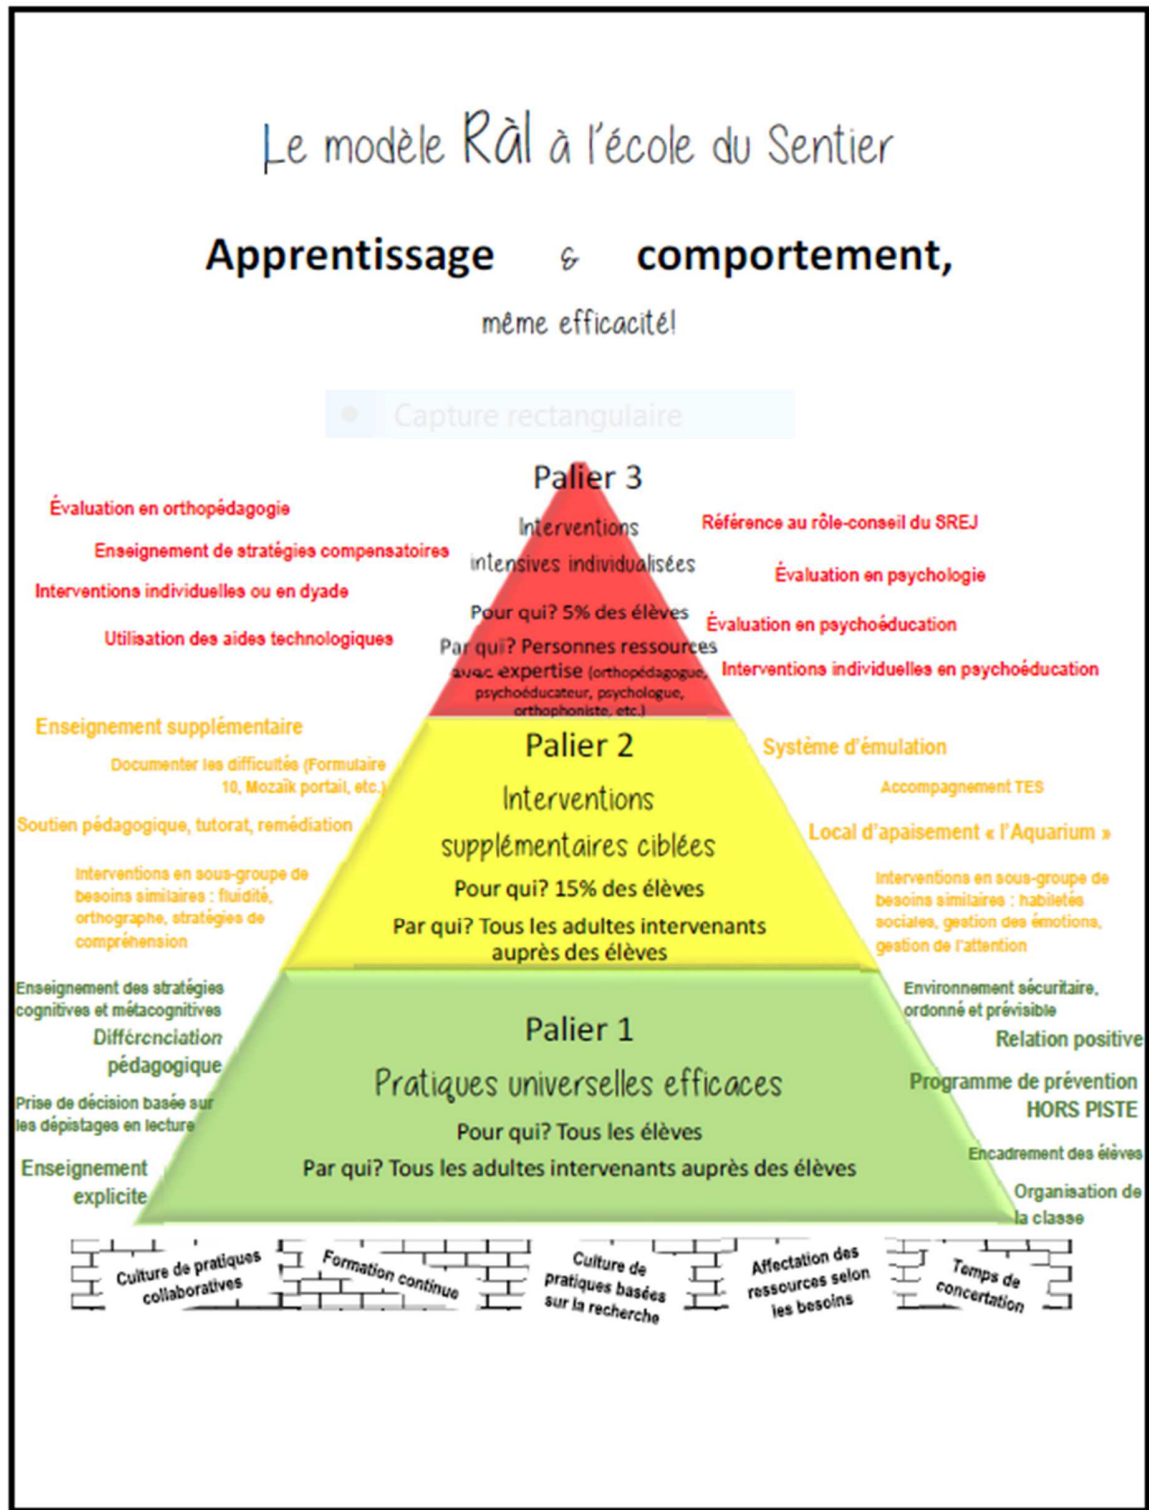 Le modèle RàI à l'école du Sentier
Apprentissage & comportement,
même efficacité!
Capture rectangulaire
Palier 3
Interventions
intensives individualisées
Pour qui? 5% des élèves
Par qui? Personnes ressources
avec expertise (orthopédagogue,
psychoéducateur, psychologue,
orthophoniste, etc.)
Évaluation en orthopédagogie
Enseignement de stratégies compensatoires
Interventions individuelles ou en dyade
Utilisation des aides technologiques
Référence au rôle-conseil du SREJ
Évaluation en psychologie
Évaluation en psychoéducation
Interventions individuelles en psychoéducation
Palier 2
Interventions
supplémentaires ciblées
Pour qui? 15% des élèves
Par qui? Tous les adultes intervenants
auprès des élèves
Enseignement supplémentaire
Documenter les difficultés (Formulaire
10, Mozaïk portail, etc.)
Soutien pédagogique, tutorat, remédiation
Interventions en sous-groupe de
besoins similaires : fluidité,
orthographe, stratégies de
compréhension
Système d'émulation
Accompagnement TES
Local d'apaisement « l'Aquarium »
Interventions en sous-groupe de
besoins similaires : habiletés
sociales, gestion des émotions,
gestion de l'attention
Palier 1
Pratiques universelles efficaces
Pour qui? Tous les élèves
Par qui? Tous les adultes intervenants auprès des élèves
Enseignement des stratégies
cognitives et métacognitives
Différenciation
pédagogique
Prise de décision basée sur
les dépistages en lecture
Enseignement
explicite
Environnement sécuritaire,
ordonné et prévisible
Relation positive
Programme de prévention
HORS PISTE
Encadrement des élèves
Organisation de
la classe
Culture de pratiques
collaboratives
Formation continue
Culture de
pratiques basées
sur la recherche
Affectation des
ressources selon
les besoins
Temps de
concertation